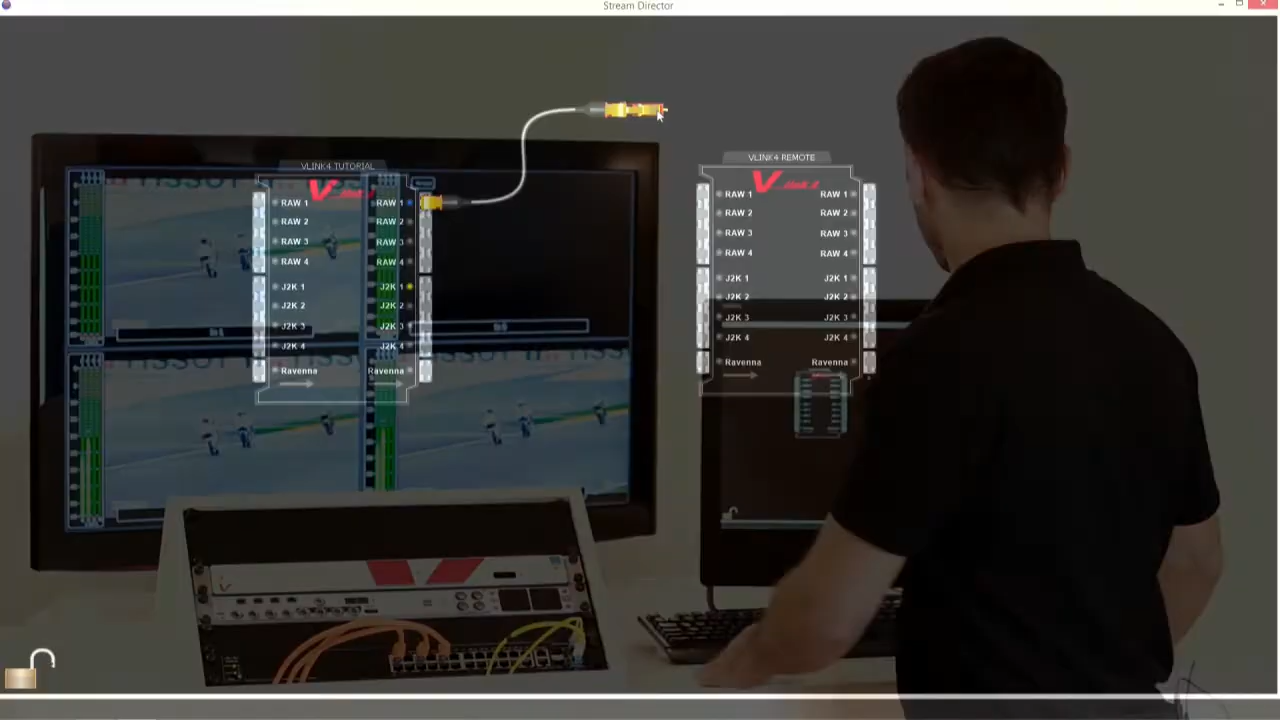 Stream Director
VLINK4 TUTORIAL
RAW 1 RAW 1
RAW 2 RAW 2
RAW 3 RAW 3
RAW 4 RAW 4
J2K 1 J2K 1
J2K 2 J2K 2
J2K 3 J2K 3
J2K 4 J2K 4
Ravenna Ravenna
VLINK4 REMOTE
V link 4
RAW 1 RAW 1
RAW 2 RAW 2
RAW 3 RAW 3
RAW 4 RAW 4
J2K 1 J2K 1
J2K 2 J2K 2
J2K 3 J2K 3
J2K 4 J2K 4
Ravenna Ravenna